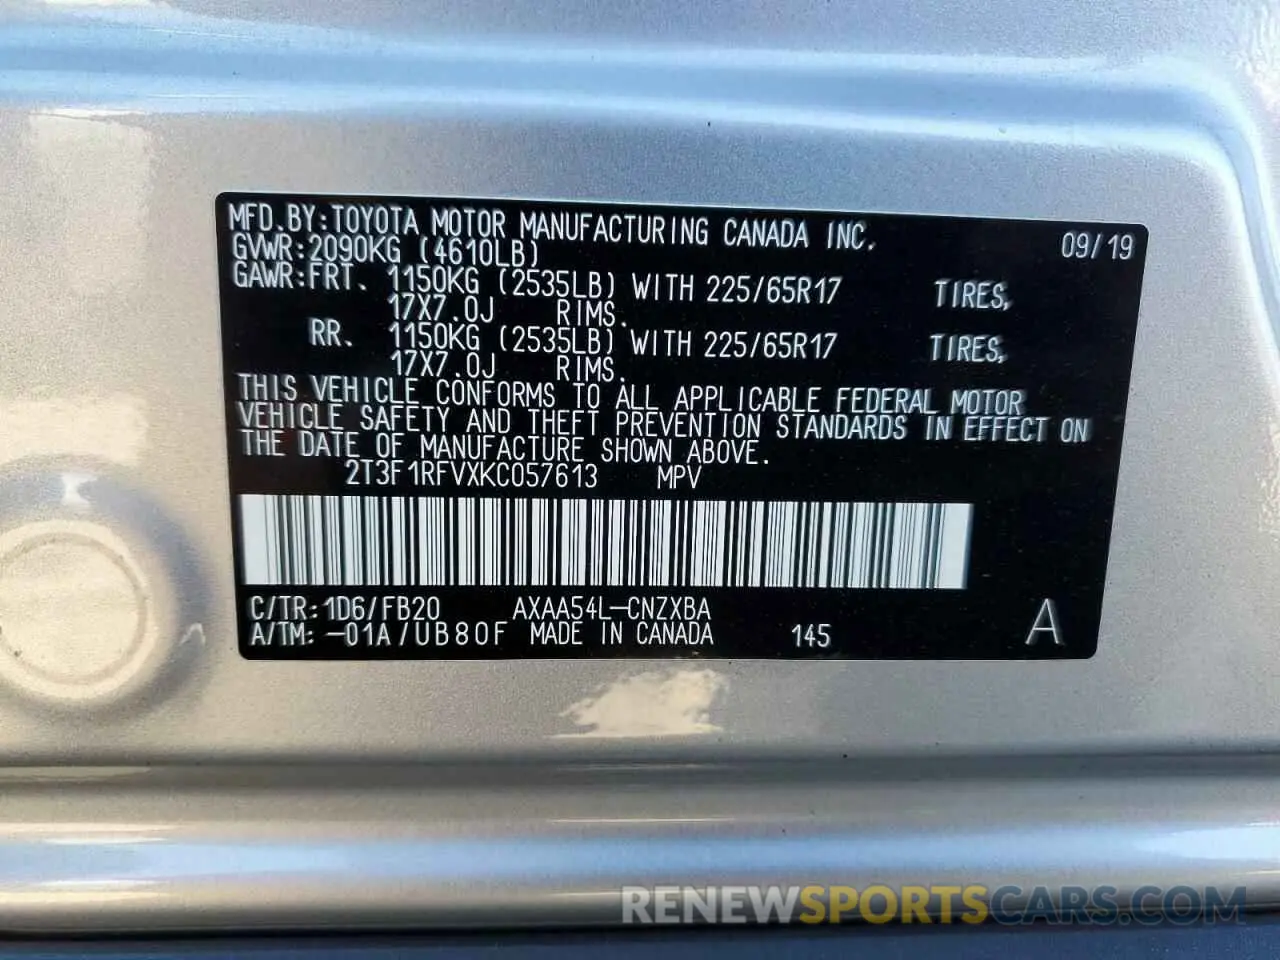 MFD.BY:TOYOTA MOTOR MANUFACTURING CANADA INC. 09/19
GVWR:2090KG (4610LB)
GAWR:FRT. 1150KG (2535LB) WITH 225/65R17 TIRES,
17X7.0J RIMS.
RR. 1150KG (2535LB) WITH 225/65R17 TIRES,
17X7.0J RIMS.
THIS VEHICLE CONFORMS TO ALL APPLICABLE FEDERAL MOTOR
VEHICLE SAFETY AND THEFT PREVENTION STANDARDS IN EFFECT ON
THE DATE OF MANUFACTURE SHOWN ABOVE.
2T3F1RFVXKC057613 MPV
C/TR:1D6/FB20 AXAA54L-CNZXBA
A/TM:-01A/UB80F MADE IN CANADA 145 A
RENEWSPORTSCARS.COM